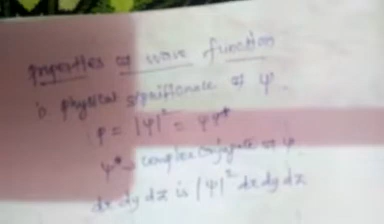 properties of wave function
1. physical significance of ψ.
P = |ψ|² = ψψ*
ψ* → complex conjugate of ψ
dx dy dz is |ψ|² dx dy dz